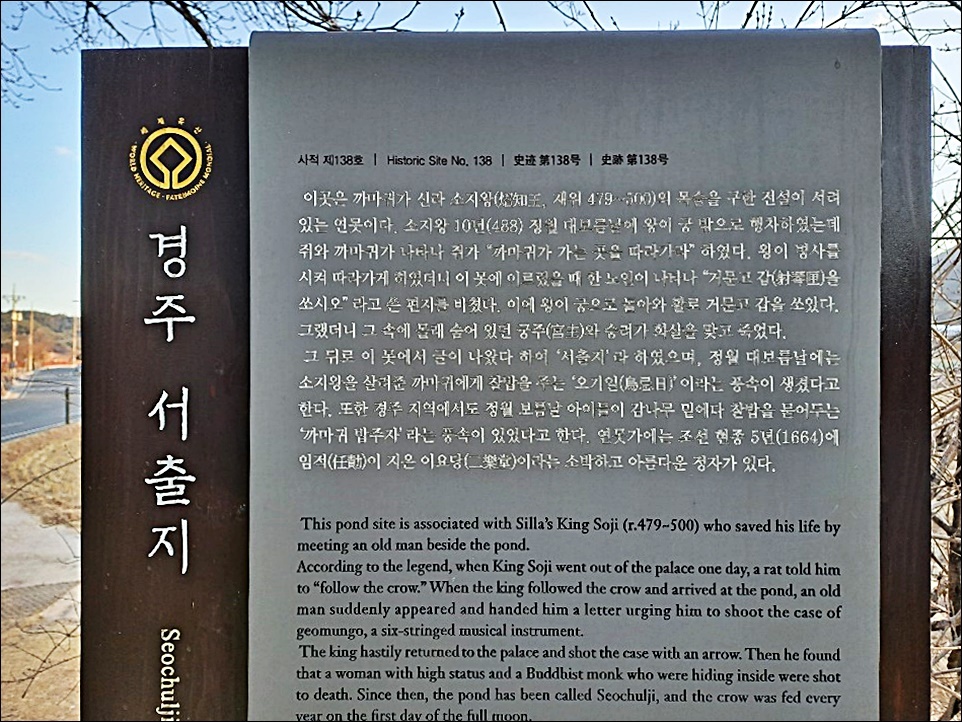 세계유산
WORLD HERITAGE · PATRIMOINE MONDIAL
경주 서출지
Seochulji
사적 제138호 | Historic Site No. 138 | 史迹 第138号 | 史跡 第138号
이곳은 까마귀가 신라 소지왕(炤知王, 재위 479~500)의 목숨을 구한 전설이 서려
있는 연못이다. 소지왕 10년(488) 정월 대보름날에 왕이 궁 밖으로 행차하였는데
쥐와 까마귀가 나타나 쥐가 “까마귀가 가는 곳을 따라가라” 하였다. 왕이 병사를
시켜 따라가게 하였더니 이 못에 이르렀을 때 한 노인이 나타나 “거문고 갑(射琴匣)을
쏘시오” 라고 쓴 편지를 바쳤다. 이에 왕이 궁으로 돌아와 활로 거문고 갑을 쏘았다.
그랬더니 그 속에 몰래 숨어 있던 궁주(宮主)와 승려가 화살을 맞고 죽었다.
그 뒤로 이 못에서 글이 나왔다 하여 ‘서출지’ 라 하였으며, 정월 대보름날에는
소지왕을 살려준 까마귀에게 찰밥을 주는 ‘오기일(烏忌日)’ 이라는 풍속이 생겼다고
한다. 또한 경주 지역에서도 정월 보름날 아이들이 감나무 밑에다 찰밥을 묻어두는
‘까마귀 밥주자’ 라는 풍속이 있었다고 한다. 연못가에는 조선 현종 5년(1664)에
임적(任勣)이 지은 이요당(二樂堂)이라는 소박하고 아름다운 정자가 있다.
This pond site is associated with Silla’s King Soji (r.479~500) who saved his life by
meeting an old man beside the pond.
According to the legend, when King Soji went out of the palace one day, a rat told him
to “follow the crow.” When the king followed the crow and arrived at the pond, an old
man suddenly appeared and handed him a letter urging him to shoot the case of
geomungo, a six-stringed musical instrument.
The king hastily returned to the palace and shot the case with an arrow. Then he found
that a woman with high status and a Buddhist monk who were hiding inside were shot
to death. Since then, the pond has been called Seochulji, and the crow was fed every
year on the first day of the full moon.